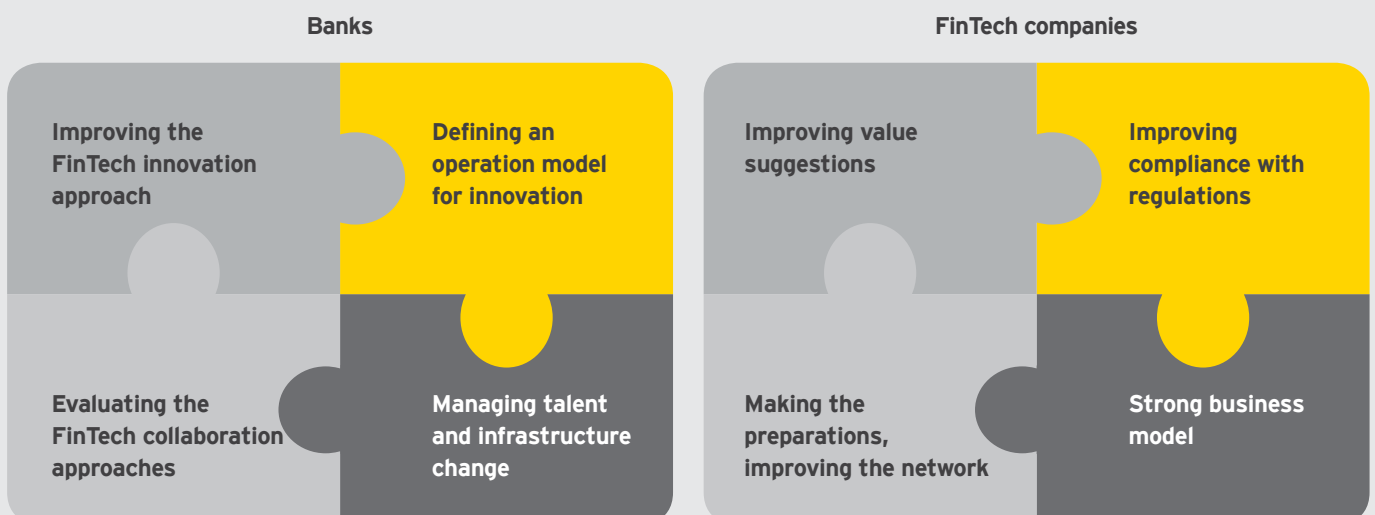 Banks
Improving the
FinTech innovation
approach
Defining an
operation model
for innovation
Evaluating the
FinTech collaboration
approaches
Managing talent
and infrastructure
change
FinTech companies
Improving value
suggestions
Improving
compliance with
regulations
Making the
preparations,
improving the network
Strong business
model